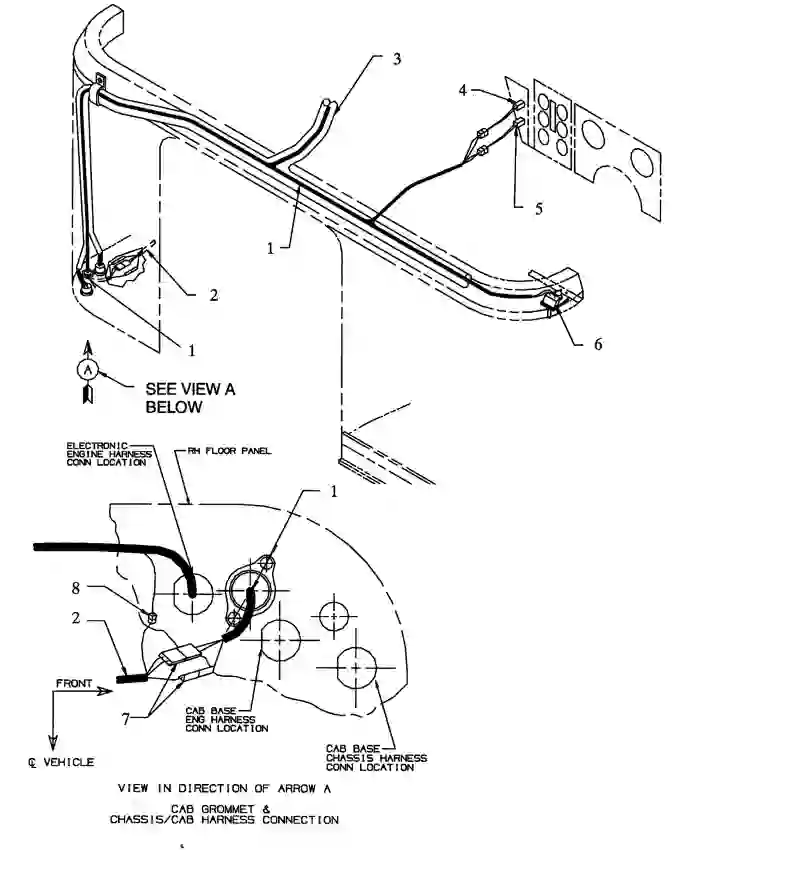 3
4
5
1
2
6
1
A
SEE VIEW A
BELOW
ELECTRONIC
ENGINE HARNESS
CONN LOCATION
RH FLOOR PANEL
1
8
2
FRONT
7
CAB BASE
ENG HARNESS
CONN LOCATION
CAB BASE
CHASSIS HARNESS
CONN LOCATION
℄ VEHICLE
VIEW IN DIRECTION OF ARROW A
CAB GROMMET &
CHASSIS/CAB HARNESS CONNECTION